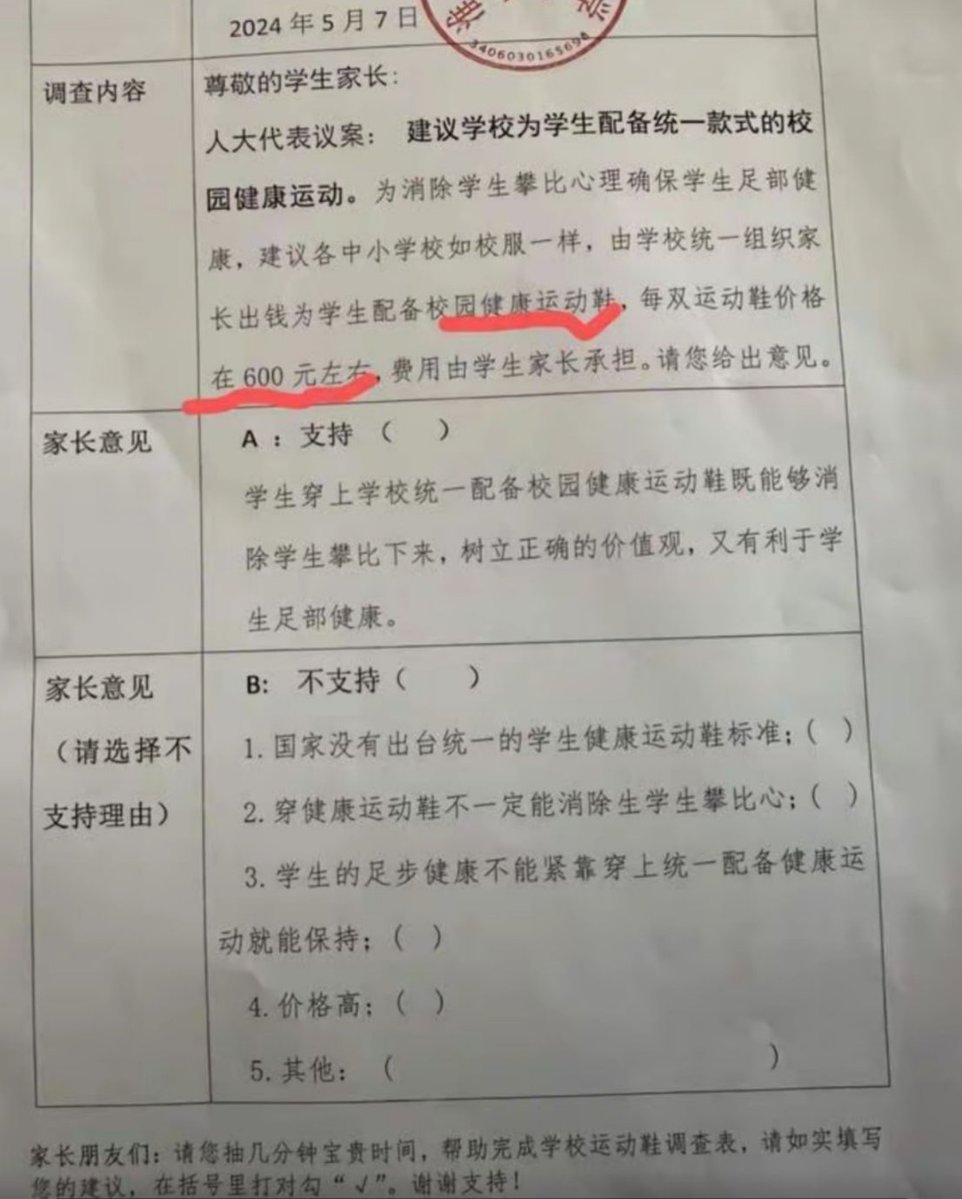 2024年5月7日
淮
3406030165698
调查内容
尊敬的学生家长:
人大代表议案: 建议学校为学生配备统一款式的校
园健康运动。为消除学生攀比心理确保学生足部健
康，建议各中小学校如校服一样，由学校统一组织家
长出钱为学生配备校园健康运动鞋，每双运动鞋价格
在600元左右，费用由学生家长承担。请您给出意见。
家长意见
A ：支持 （ ）
学生穿上学校统一配备校园健康运动鞋既能够消
除学生攀比下来，树立正确的价值观，又有利于学
生足部健康。
家长意见
（请选择不
支持理由）
B: 不支持（ ）
1.国家没有出台统一的学生健康运动鞋标准;（ ）
2.穿健康运动鞋不一定能消除生学生攀比心;（ ）
3.学生的足步健康不能紧靠穿上统一配备健康运
动就能保持;（ ）
4.价格高;（ ）
5.其他: （ ）
家长朋友们: 请您抽几分钟宝贵时间，帮助完成学校运动鞋调查表，请如实填写
您的建议，在括号里打对勾“√”。谢谢支持！